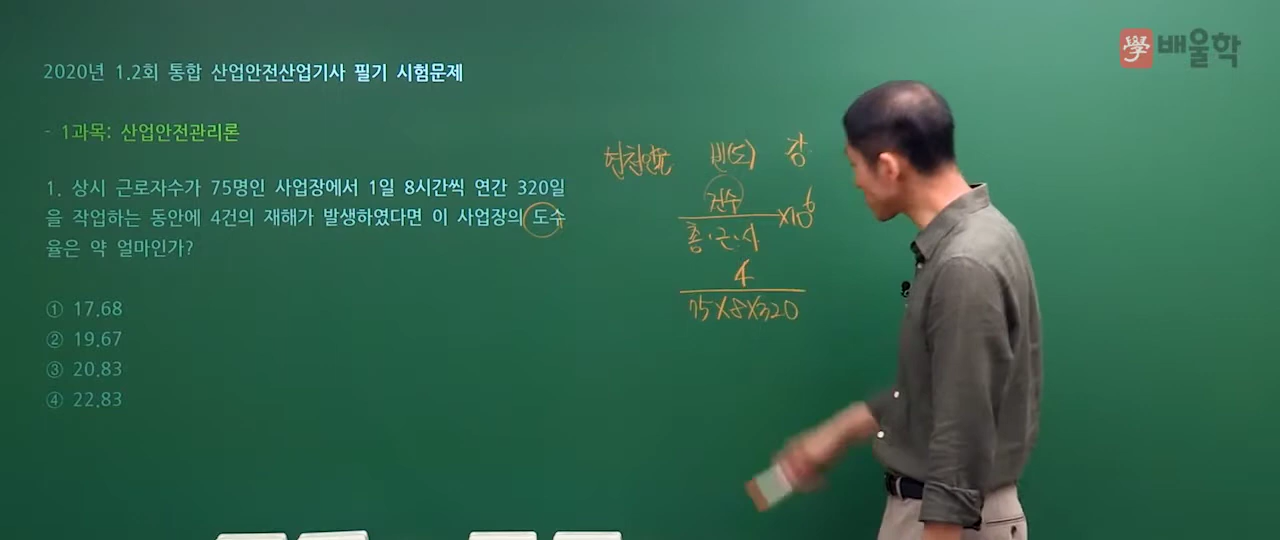 學 배울학
2020년 1.2회 통합 산업안전산업기사 필기 시험문제
- 1과목: 산업안전관리론
1. 상시 근로자수가 75명인 사업장에서 1일 8시간씩 연간 320일
을 작업하는 동안에 4건의 재해가 발생하였다면 이 사업장의 도수
율은 약 얼마인가?
① 17.68
② 19.67
③ 20.83
④ 22.83
빈(도) 강
건수
×10⁶
총·근·시
4
75×8×320